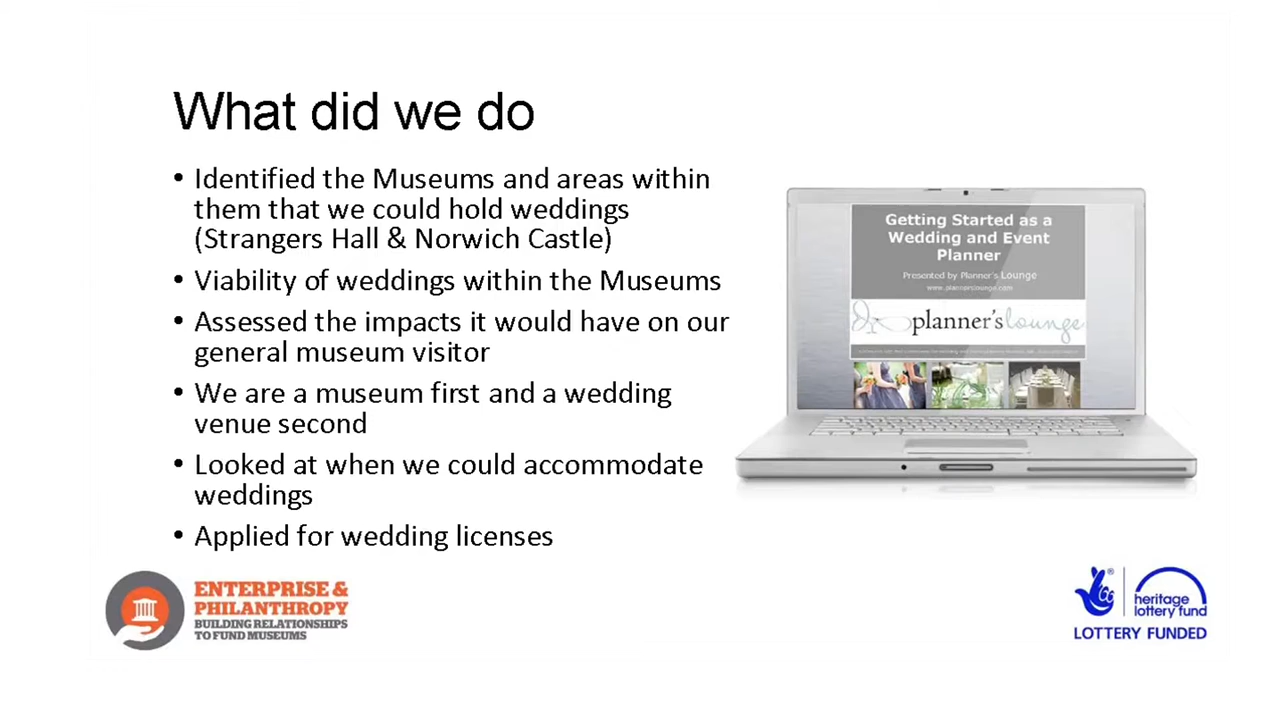 What did we do
• Identified the Museums and areas within
them that we could hold weddings
(Strangers Hall & Norwich Castle)
• Viability of weddings within the Museums
• Assessed the impacts it would have on our
general museum visitor
• We are a museum first and a wedding
venue second
• Looked at when we could accommodate
weddings
• Applied for wedding licenses
Getting Started as a
Wedding and Event
Planner
Presented by Planner's Lounge
www.plannerslounge.com
planner'slounge
ENTERPRISE &
PHILANTHROPY
BUILDING RELATIONSHIPS
TO FUND MUSEUMS
®
heritage
lottery fund
LOTTERY FUNDED